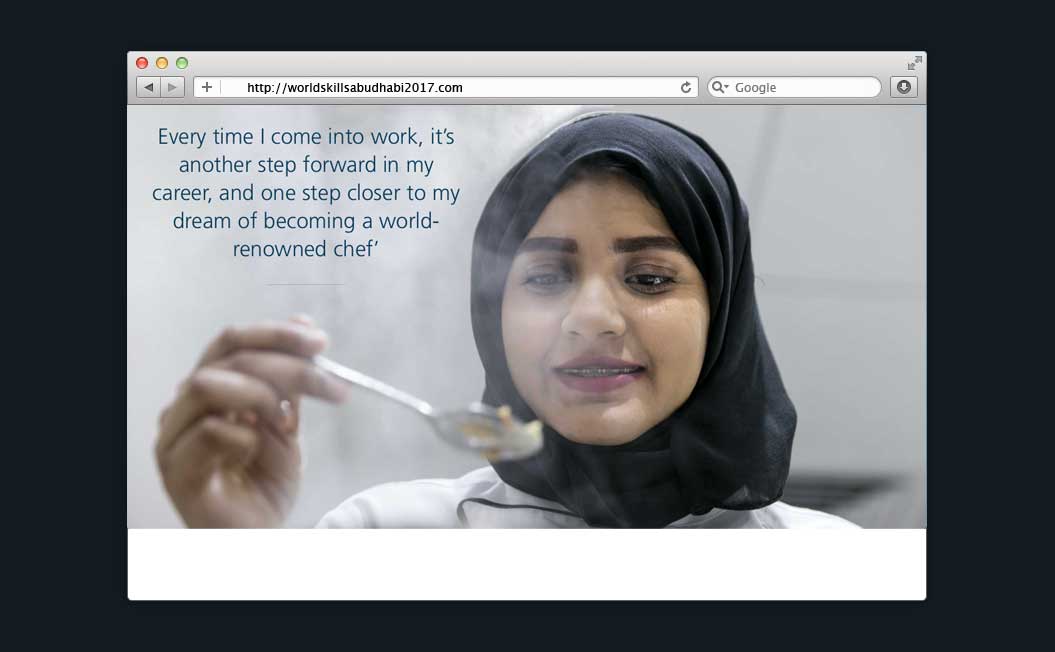 http://worldskillsabudhabi2017.com
Google
Every time I come into work, it’s
another step forward in my
career, and one step closer to my
dream of becoming a world-
renowned chef’